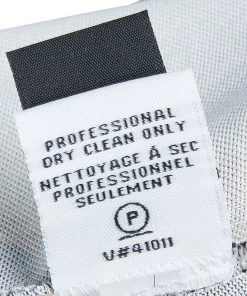 PROFESSIONAL
DRY CLEAN ONLY
NETTOYAGE Á SEC
PROFESSIONNEL
SEULEMENT
P
V#41011